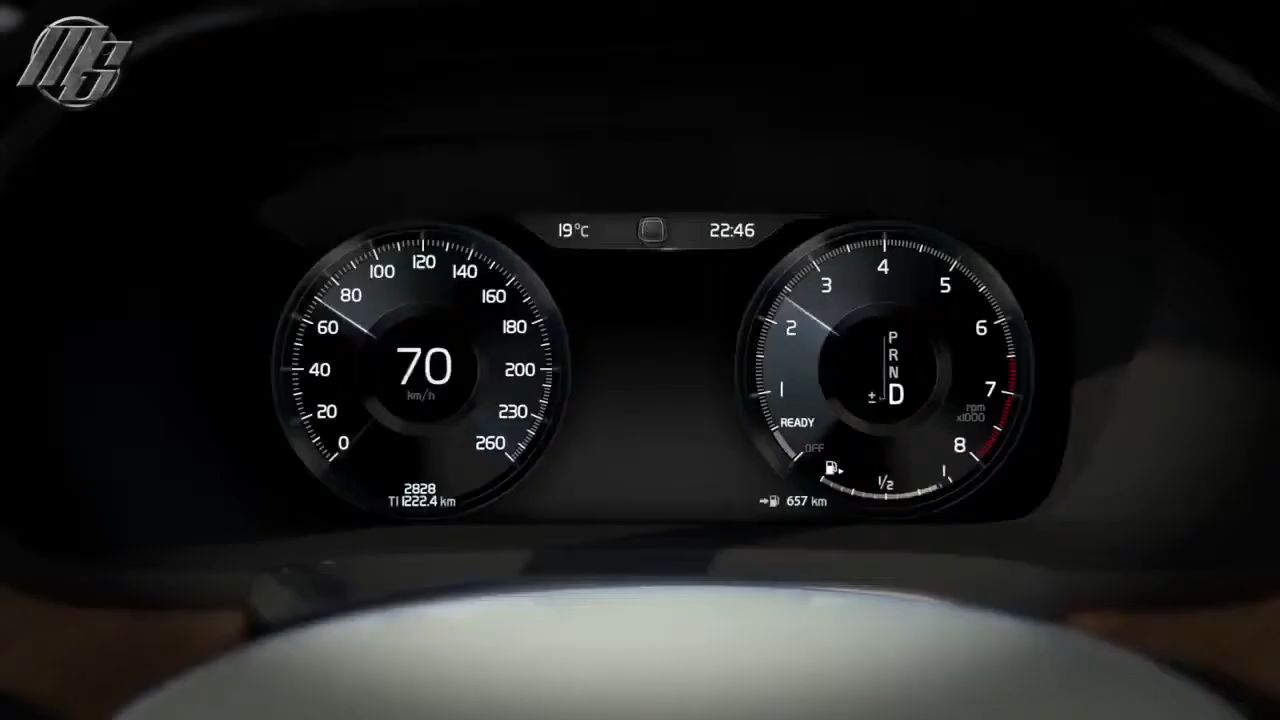 MG
19°C 22:46
0 20 40 60 80 100 120 140 160 180 200 230 260
70
km/h
2828
T1 1222.4 km
OFF READY 1 2 3 4 5 6 7 8
rpm
x1000
P
R
N
± D
1/2 1
657 km